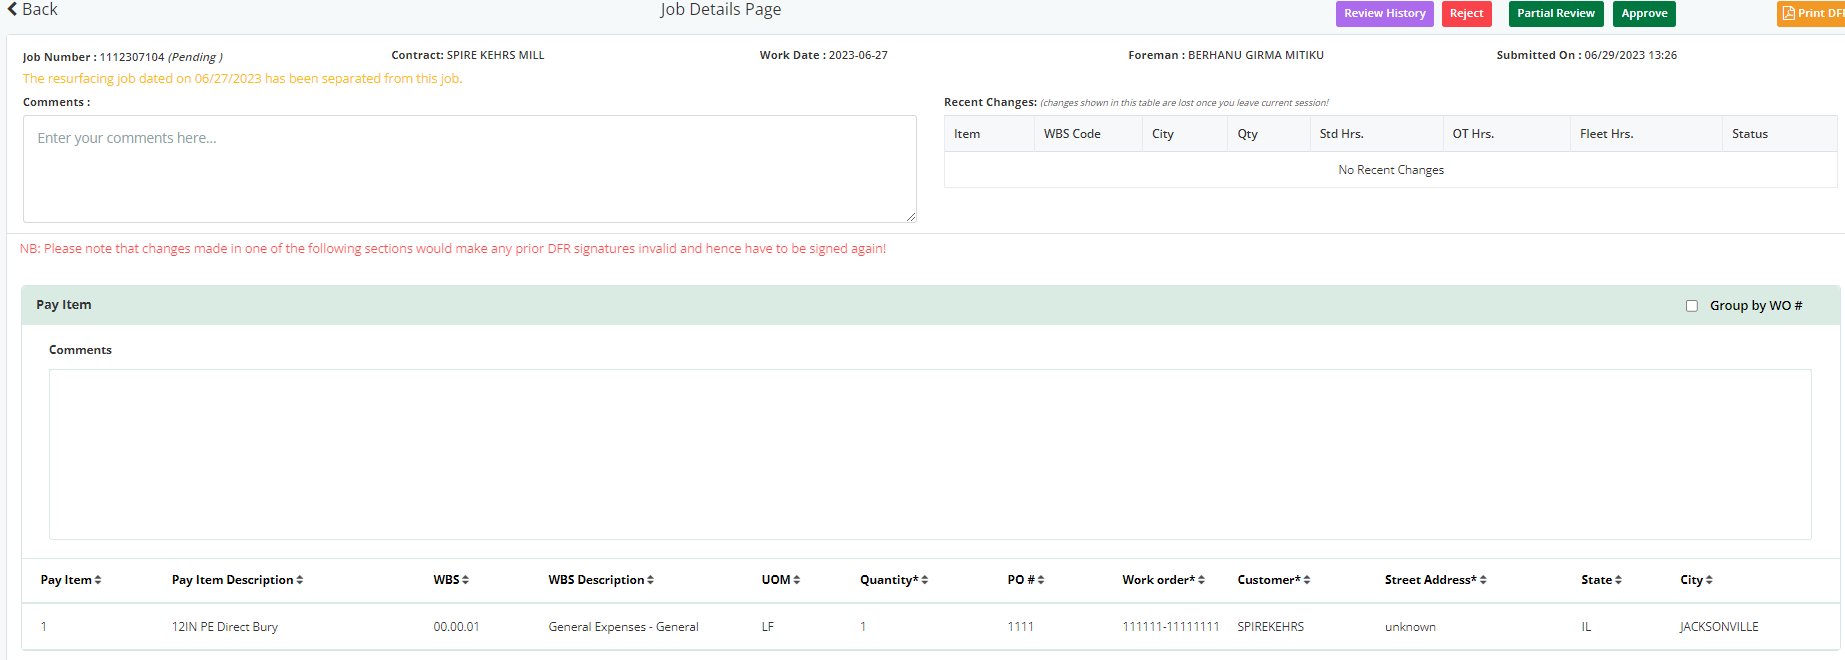 Back
Job Details Page
Review History
Reject
Partial Review
Approve
Print DF
Job Number : 1112307104 (Pending )
Contract: SPIRE KEHRS MILL
Work Date : 2023-06-27
Foreman : BERHANU GIRMA MITIKU
Submitted On : 06/29/2023 13:26
The resurfacing job dated on 06/27/2023 has been separated from this job.
Comments :
Enter your comments here...
Recent Changes: (changes shown in this table are lost once you leave current session!
Item WBS Code City Qty Std Hrs. OT Hrs. Fleet Hrs. Status
No Recent Changes
NB: Please note that changes made in one of the following sections would make any prior DFR signatures invalid and hence have to be signed again!
Pay Item
Group by WO #
Comments
Pay Item Pay Item Description WBS WBS Description UOM Quantity* PO # Work order* Customer* Street Address* State City
1 12IN PE Direct Bury 00.00.01 General Expenses - General LF 1 1111 111111-11111111 SPIREKEHRS unknown IL JACKSONVILLE